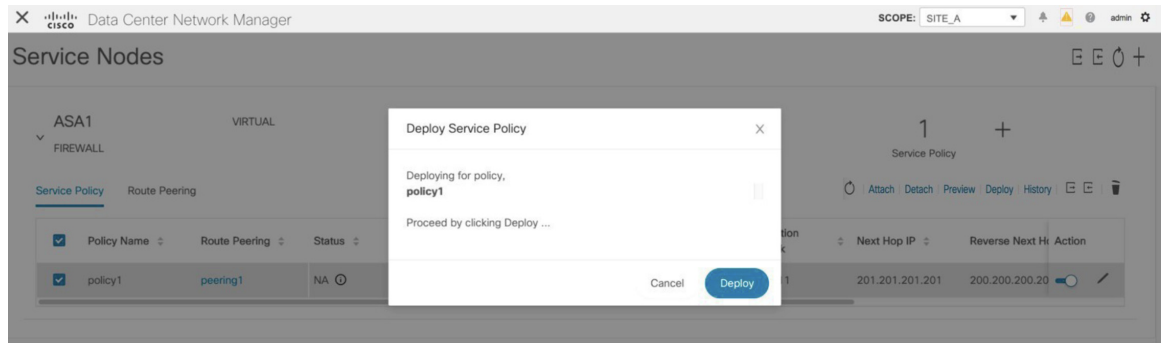 CISCO Data Center Network Manager SCOPE: SITE_A admin
Service Nodes
ASA1 VIRTUAL 1
FIREWALL Service Policy
Deploy Service Policy
Deploying for policy,
policy1
Proceed by clicking Deploy ...
Cancel Deploy
Service Policy Route Peering Attach Detach Preview Deploy History
Policy Name Route Peering Status Next Hop IP Reverse Next Action
policy1 peering1 NA 201.201.201.201 200.200.200.20